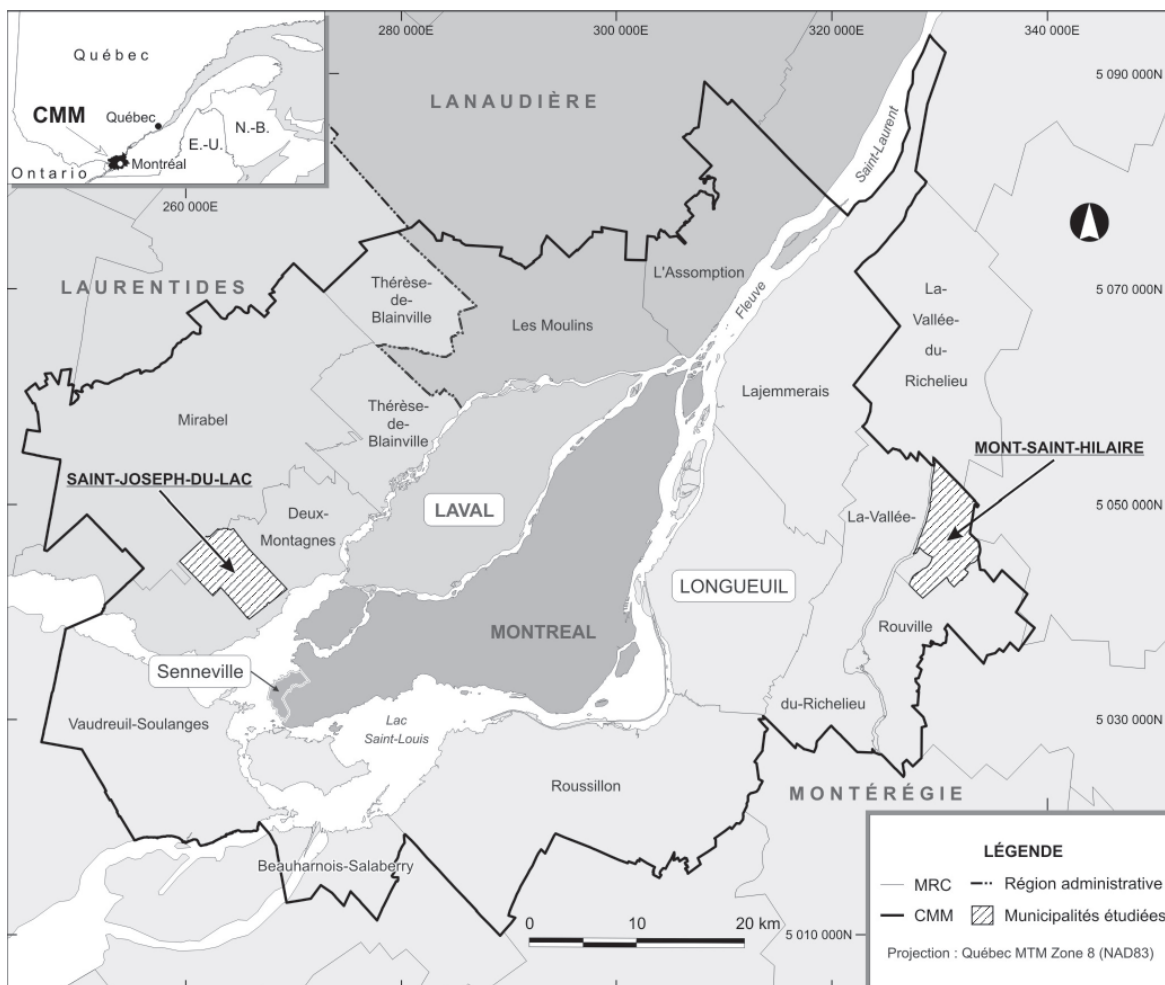 Québec
CMM
Québec
Montréal
E.-U.
N.-B.
Ontario
260 000E
280 000E
300 000E
320 000E
340 000E
5 090 000N
LANAUDIÈRE
Saint-Laurent
Fleuve
L'Assomption
LAURENTIDES
Thérèse-
de-
Blainville
Les Moulins
5 070 000N
La-
Vallée-
du-
Richelieu
Lajemmerais
Mirabel
Thérèse-
de-
Blainville
SAINT-JOSEPH-DU-LAC
MONT-SAINT-HILAIRE
Deux-
Montagnes
LAVAL
La-Vallée-
5 050 000N
LONGUEUIL
MONTREAL
Rouville
Senneville
du-Richelieu
Vaudreuil-Soulanges
Lac
Saint-Louis
5 030 000N
Roussillon
MONTÉRÉGIE
Beauharnois-Salaberry
0 10 20 km
5 010 000N
LÉGENDE
MRC
Région administrative
CMM
Municipalités étudiées
Projection : Québec MTM Zone 8 (NAD83)